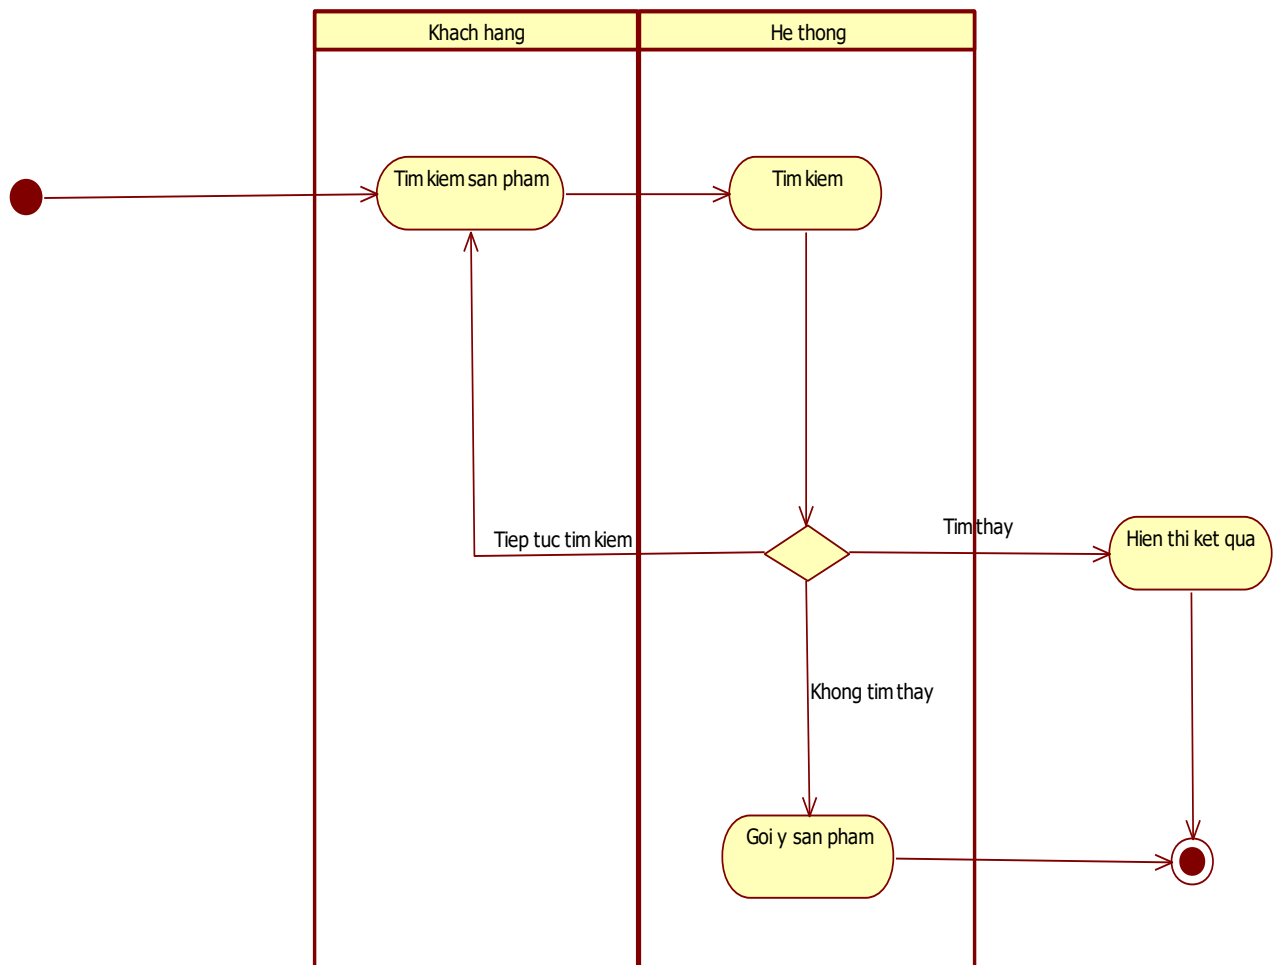 Khach hang
He thong
Tim kiem san pham
Tim kiem
Tiep tuc tim kiem
Tim thay
Hien thi ket qua
Khong tim thay
Goi y san pham